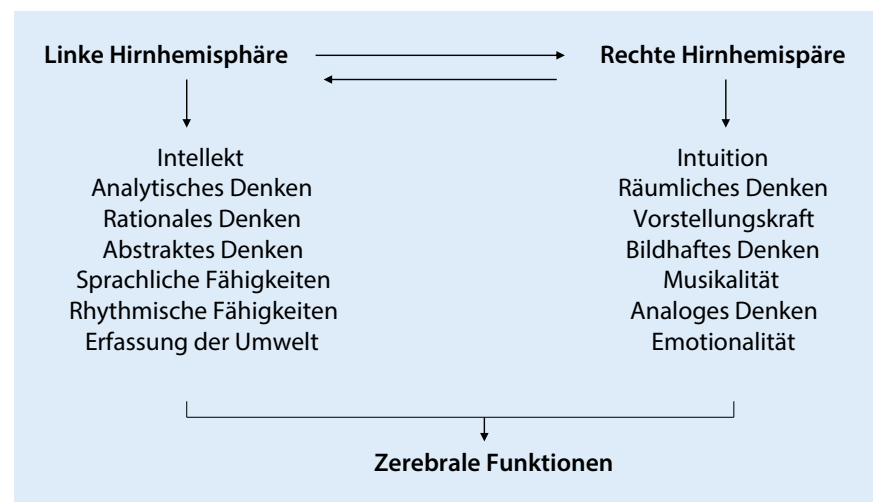 Linke Hirnhemisphäre
Rechte Hirnhemispäre
Intellekt
Analytisches Denken
Rationales Denken
Abstraktes Denken
Sprachliche Fähigkeiten
Rhythmische Fähigkeiten
Erfassung der Umwelt
Intuition
Räumliches Denken
Vorstellungskraft
Bildhaftes Denken
Musikalität
Analoges Denken
Emotionalität
Zerebrale Funktionen